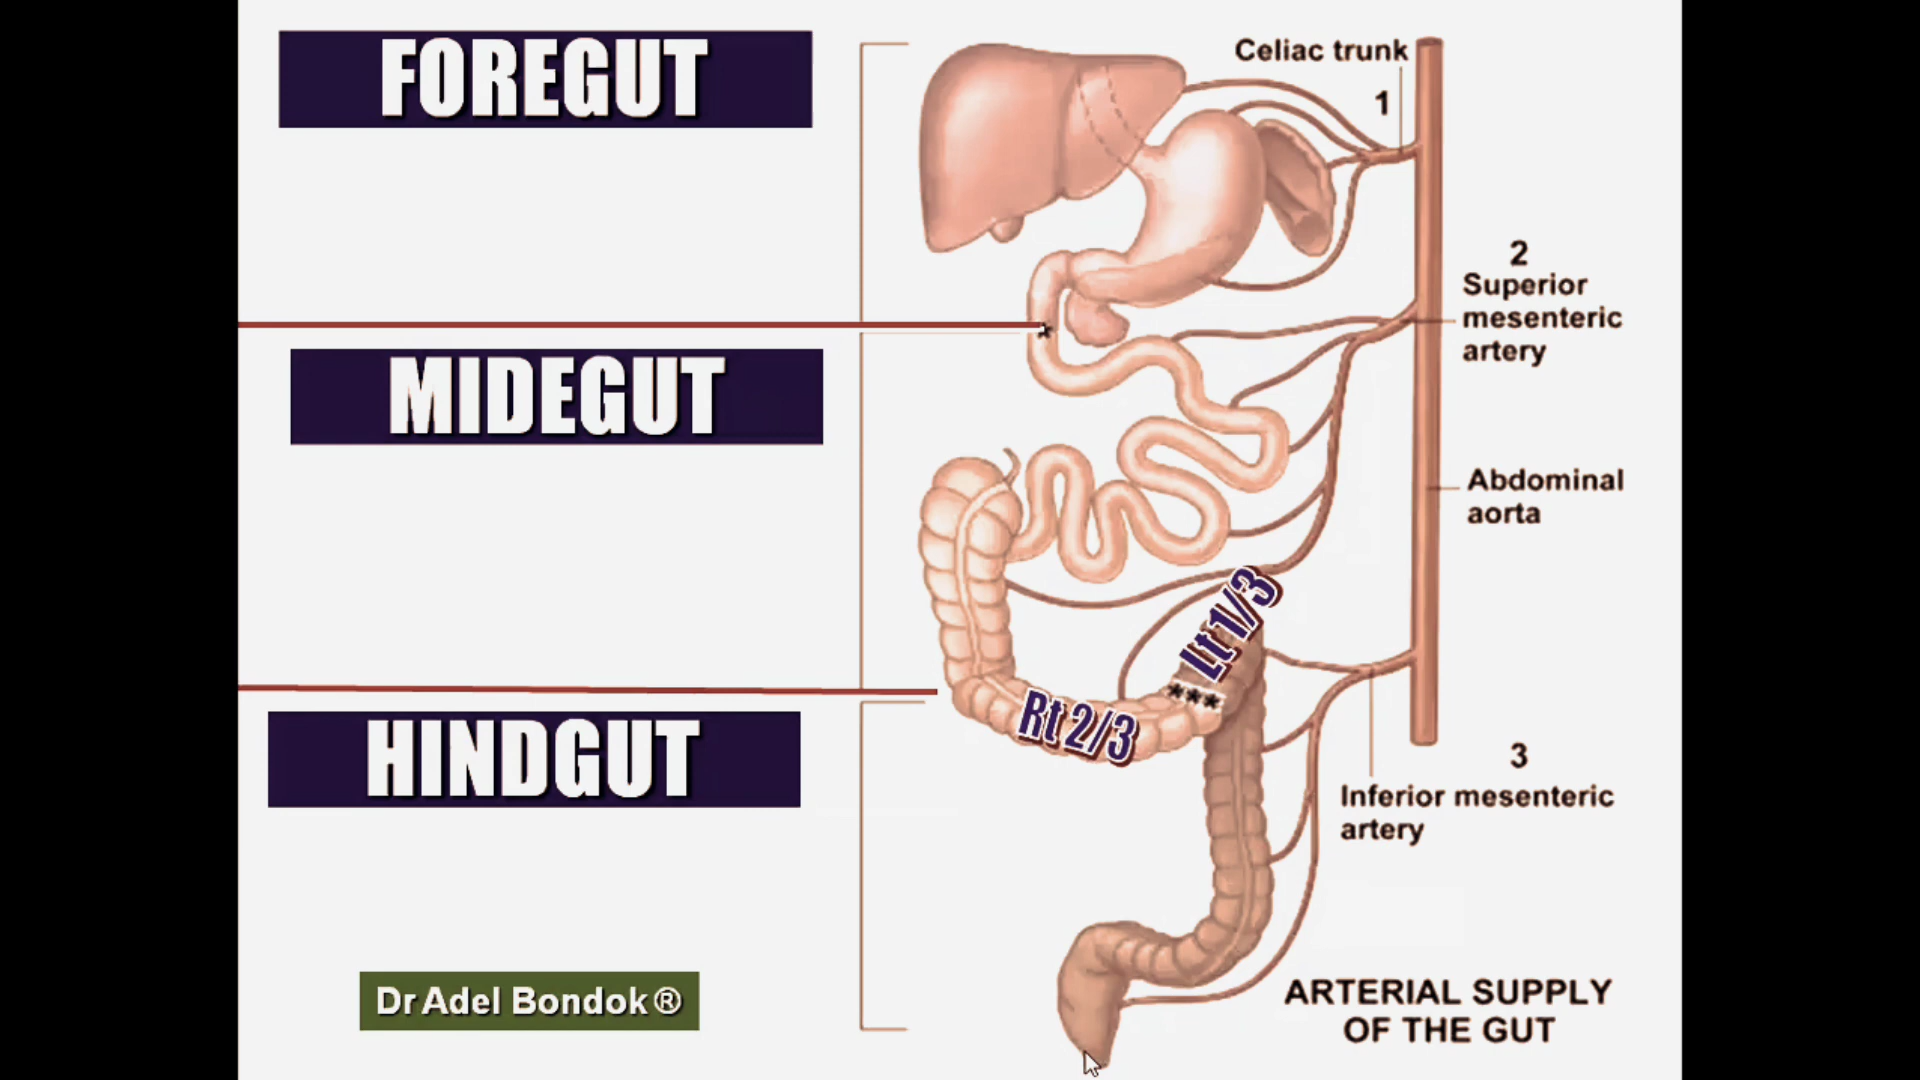 FOREGUT
Celiac trunk
1
2
Superior
mesenteric
artery
MIDEGUT
Abdominal
aorta
Lt 1/3
***
Rt 2/3
HINDGUT
3
Inferior mesenteric
artery
Dr Adel Bondok ®
ARTERIAL SUPPLY
OF THE GUT